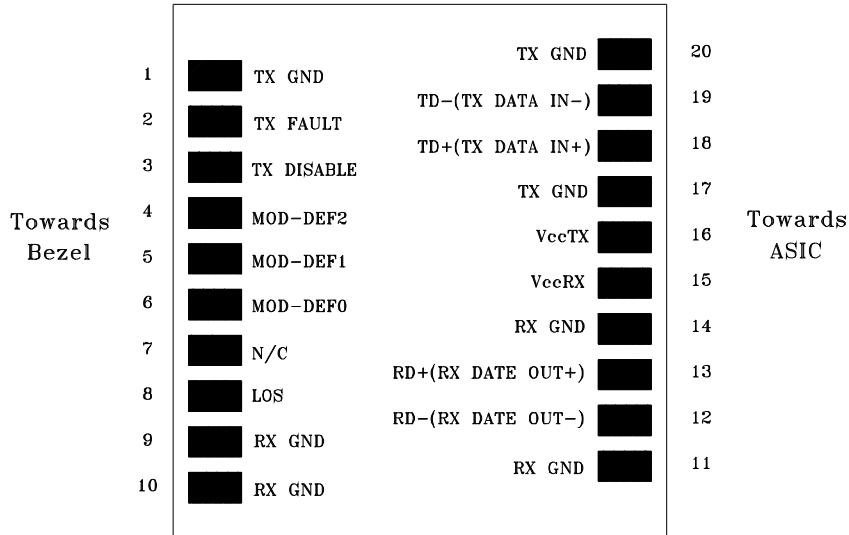 TX GND 20
1 TX GND
TD-(TX DATA IN-) 19
2 TX FAULT
TD+(TX DATA IN+) 18
3 TX DISABLE
TX GND 17
4 MOD-DEF2
Towards Bezel
Towards ASIC
VccTX 16
5 MOD-DEF1
VccRX 15
6 MOD-DEF0
RX GND 14
7 N/C
RD+(RX DATE OUT+) 13
8 LOS
RD-(RX DATE OUT-) 12
9 RX GND
RX GND 11
10 RX GND